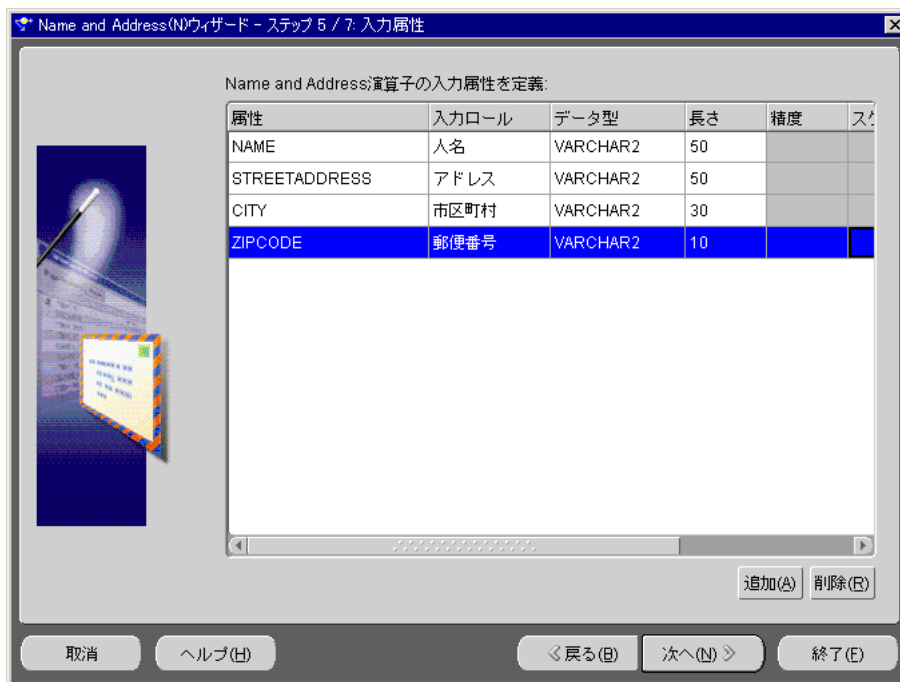 Name and Address(N)ウィザード - ステップ 5 / 7: 入力属性
Name and Address演算子の入力属性を定義:
属性 入力ロール データ型 長さ 精度
NAME 人名 VARCHAR2 50
STREETADDRESS アドレス VARCHAR2 50
CITY 市区町村 VARCHAR2 30
ZIPCODE 郵便番号 VARCHAR2 10
追加(A) 削除(R)
取消 ヘルプ(H) 戻る(B) 次へ(N) 終了(F)